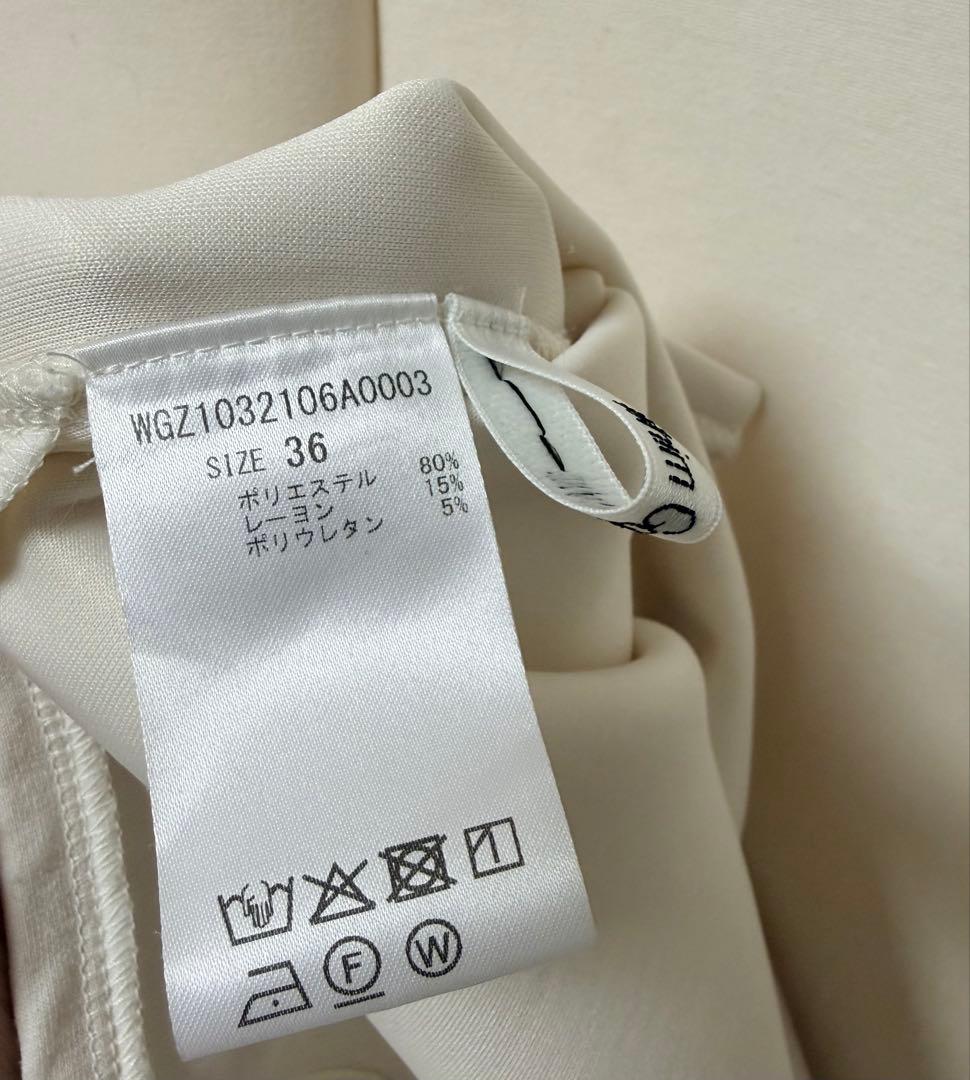 WGZ1032106A0003
SIZE 36
ポリエステル 80%
レーヨン 15%
ポリウレタン 5%
F
W